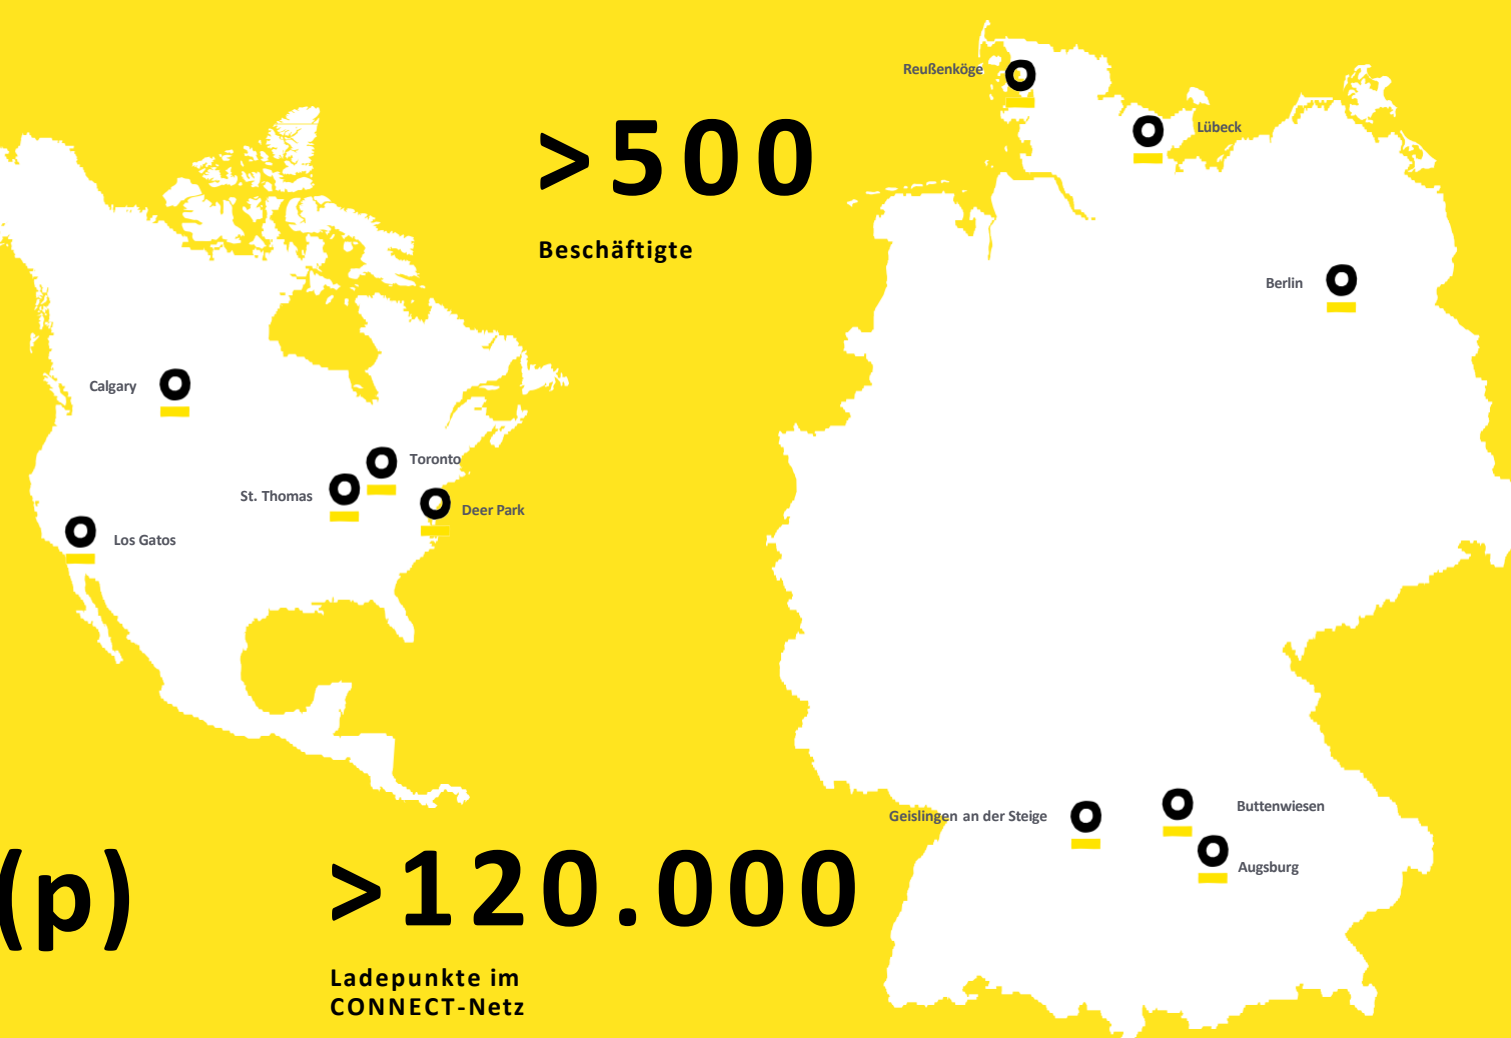 Reußenköge
Lübeck
>500
Beschäftigte
Berlin
Calgary
Toronto
St. Thomas
Deer Park
Los Gatos
Buttenwiesen
Geislingen an der Steige
Augsburg
(p)
>120.000
Ladepunkte im
CONNECT-Netz